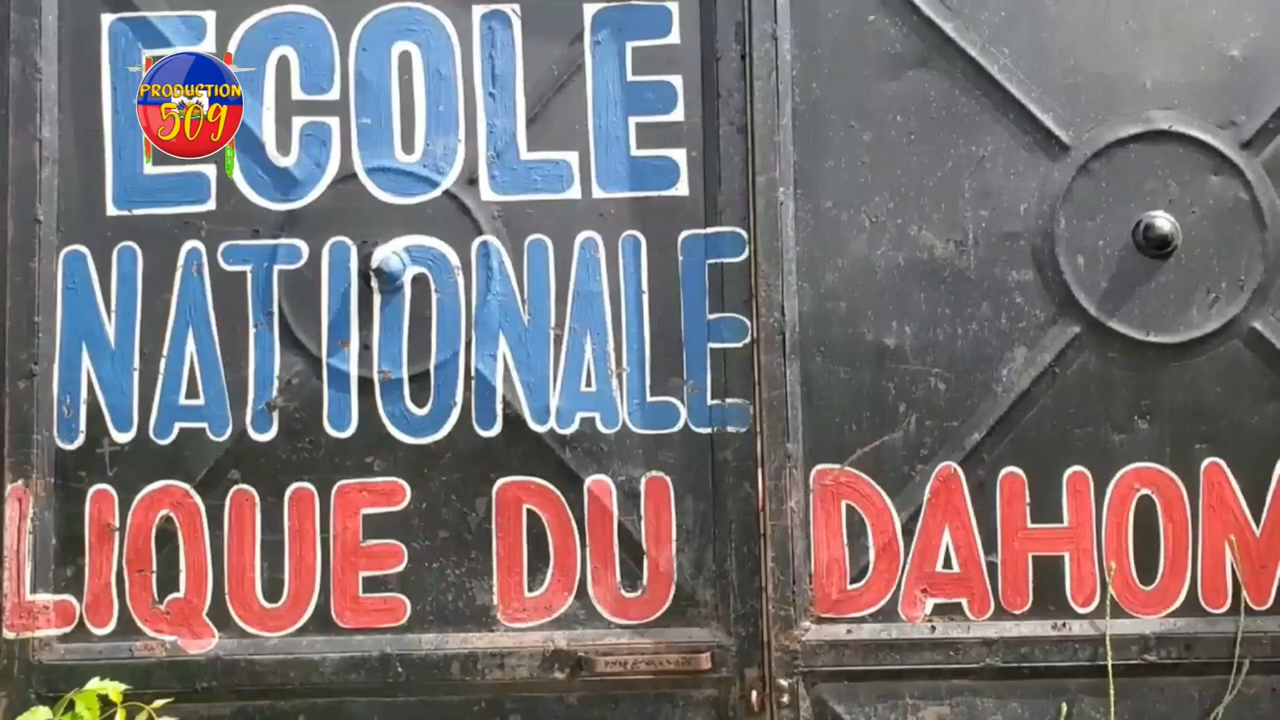 PRODUCTION
509
ECOLE
NATIONALE
LIQUE DU DAHOM